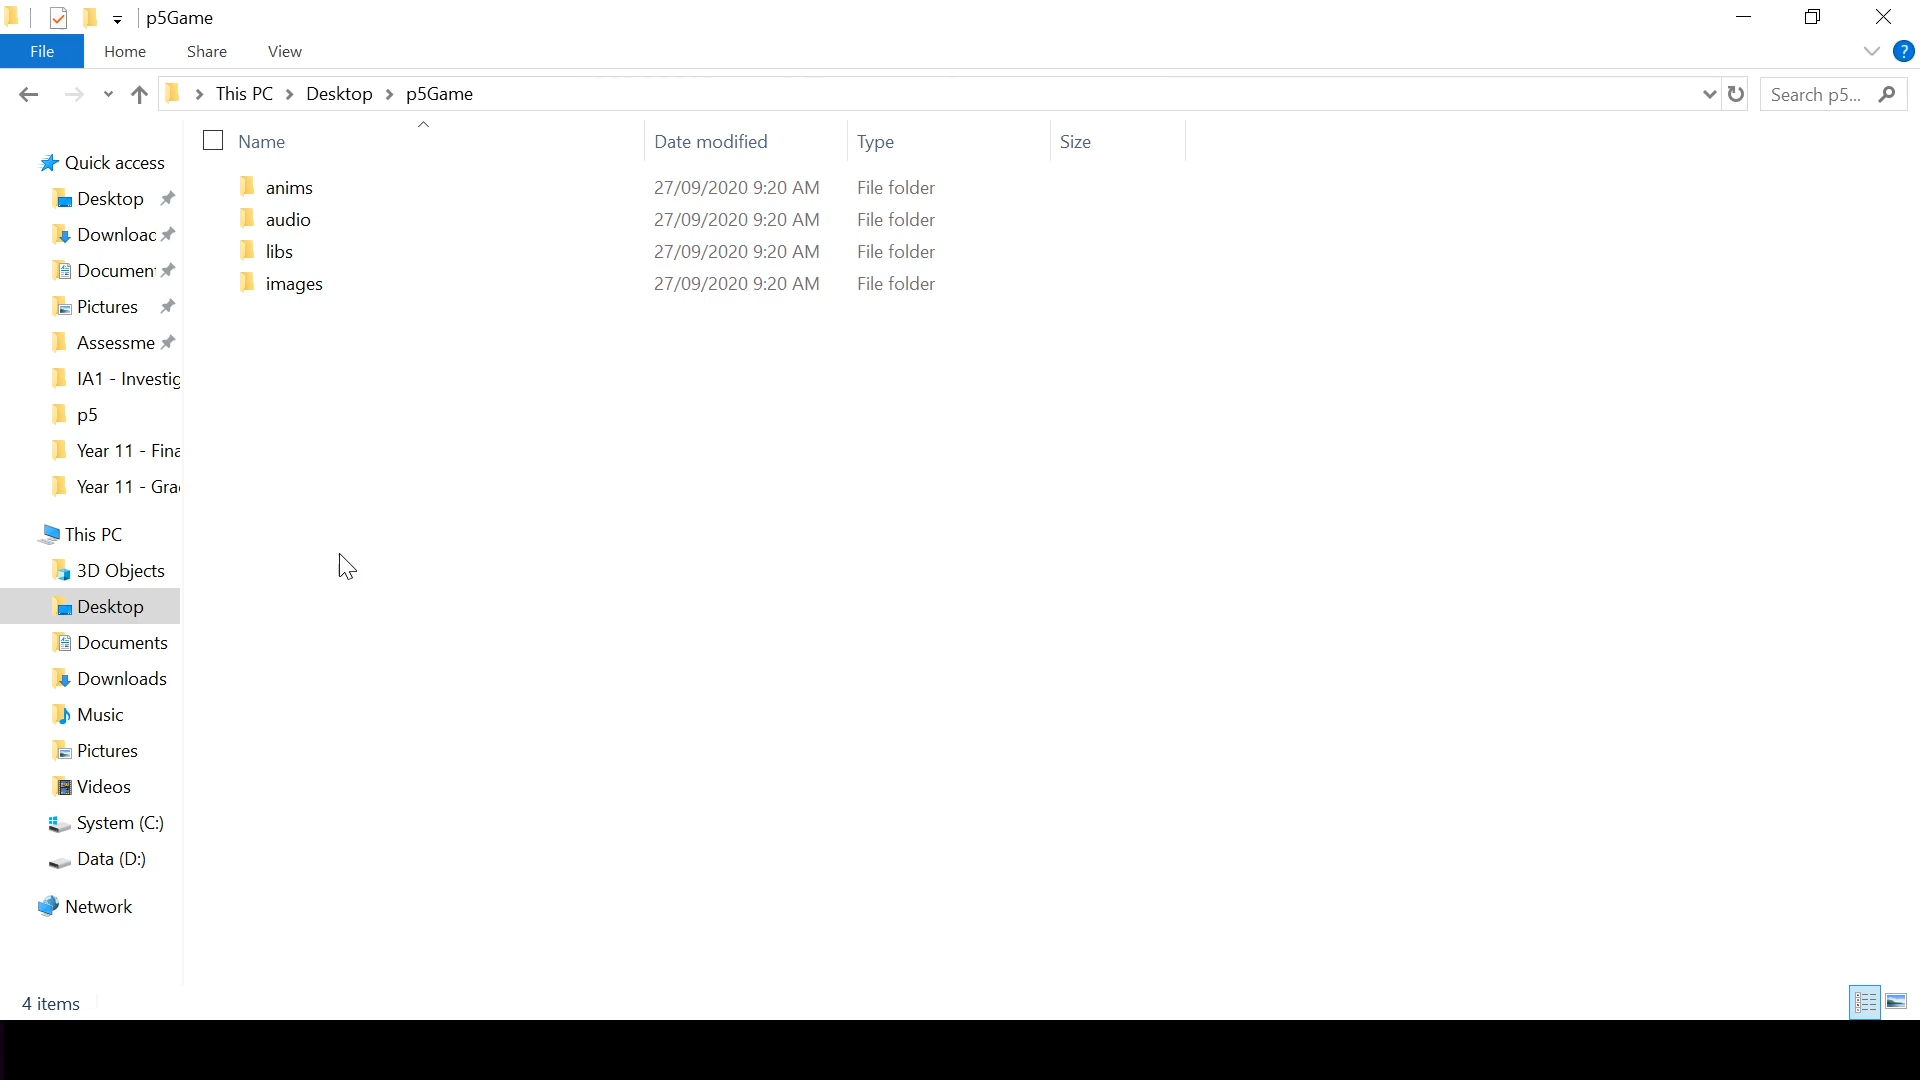 p5Game
File Home Share View
?
This PC Desktop p5Game
Search p5...
Name Date modified Type Size
anims 27/09/2020 9:20 AM File folder
audio 27/09/2020 9:20 AM File folder
libs 27/09/2020 9:20 AM File folder
images 27/09/2020 9:20 AM File folder
Quick access
Desktop
Downloac
Documen
Pictures
Assessme
IA1 - Investig
p5
Year 11 - Fina
Year 11 - Gra
This PC
3D Objects
Desktop
Documents
Downloads
Music
Pictures
Videos
System (C:)
Data (D:)
Network
4 items